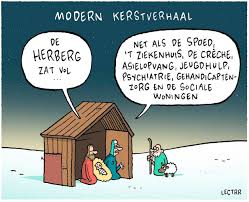 MODERN KERSTVERHAAL
DE
HERBERG
ZAT VOL ...
NET ALS DE SPOED,
'T ZIEKENHUIS, DE CRÈCHE,
ASIELOPVANG, JEUGDHULP,
PSYCHIATRIE, GEHANDICAPTEN-
ZORG EN DE SOCIALE
WONINGEN
LECTRR